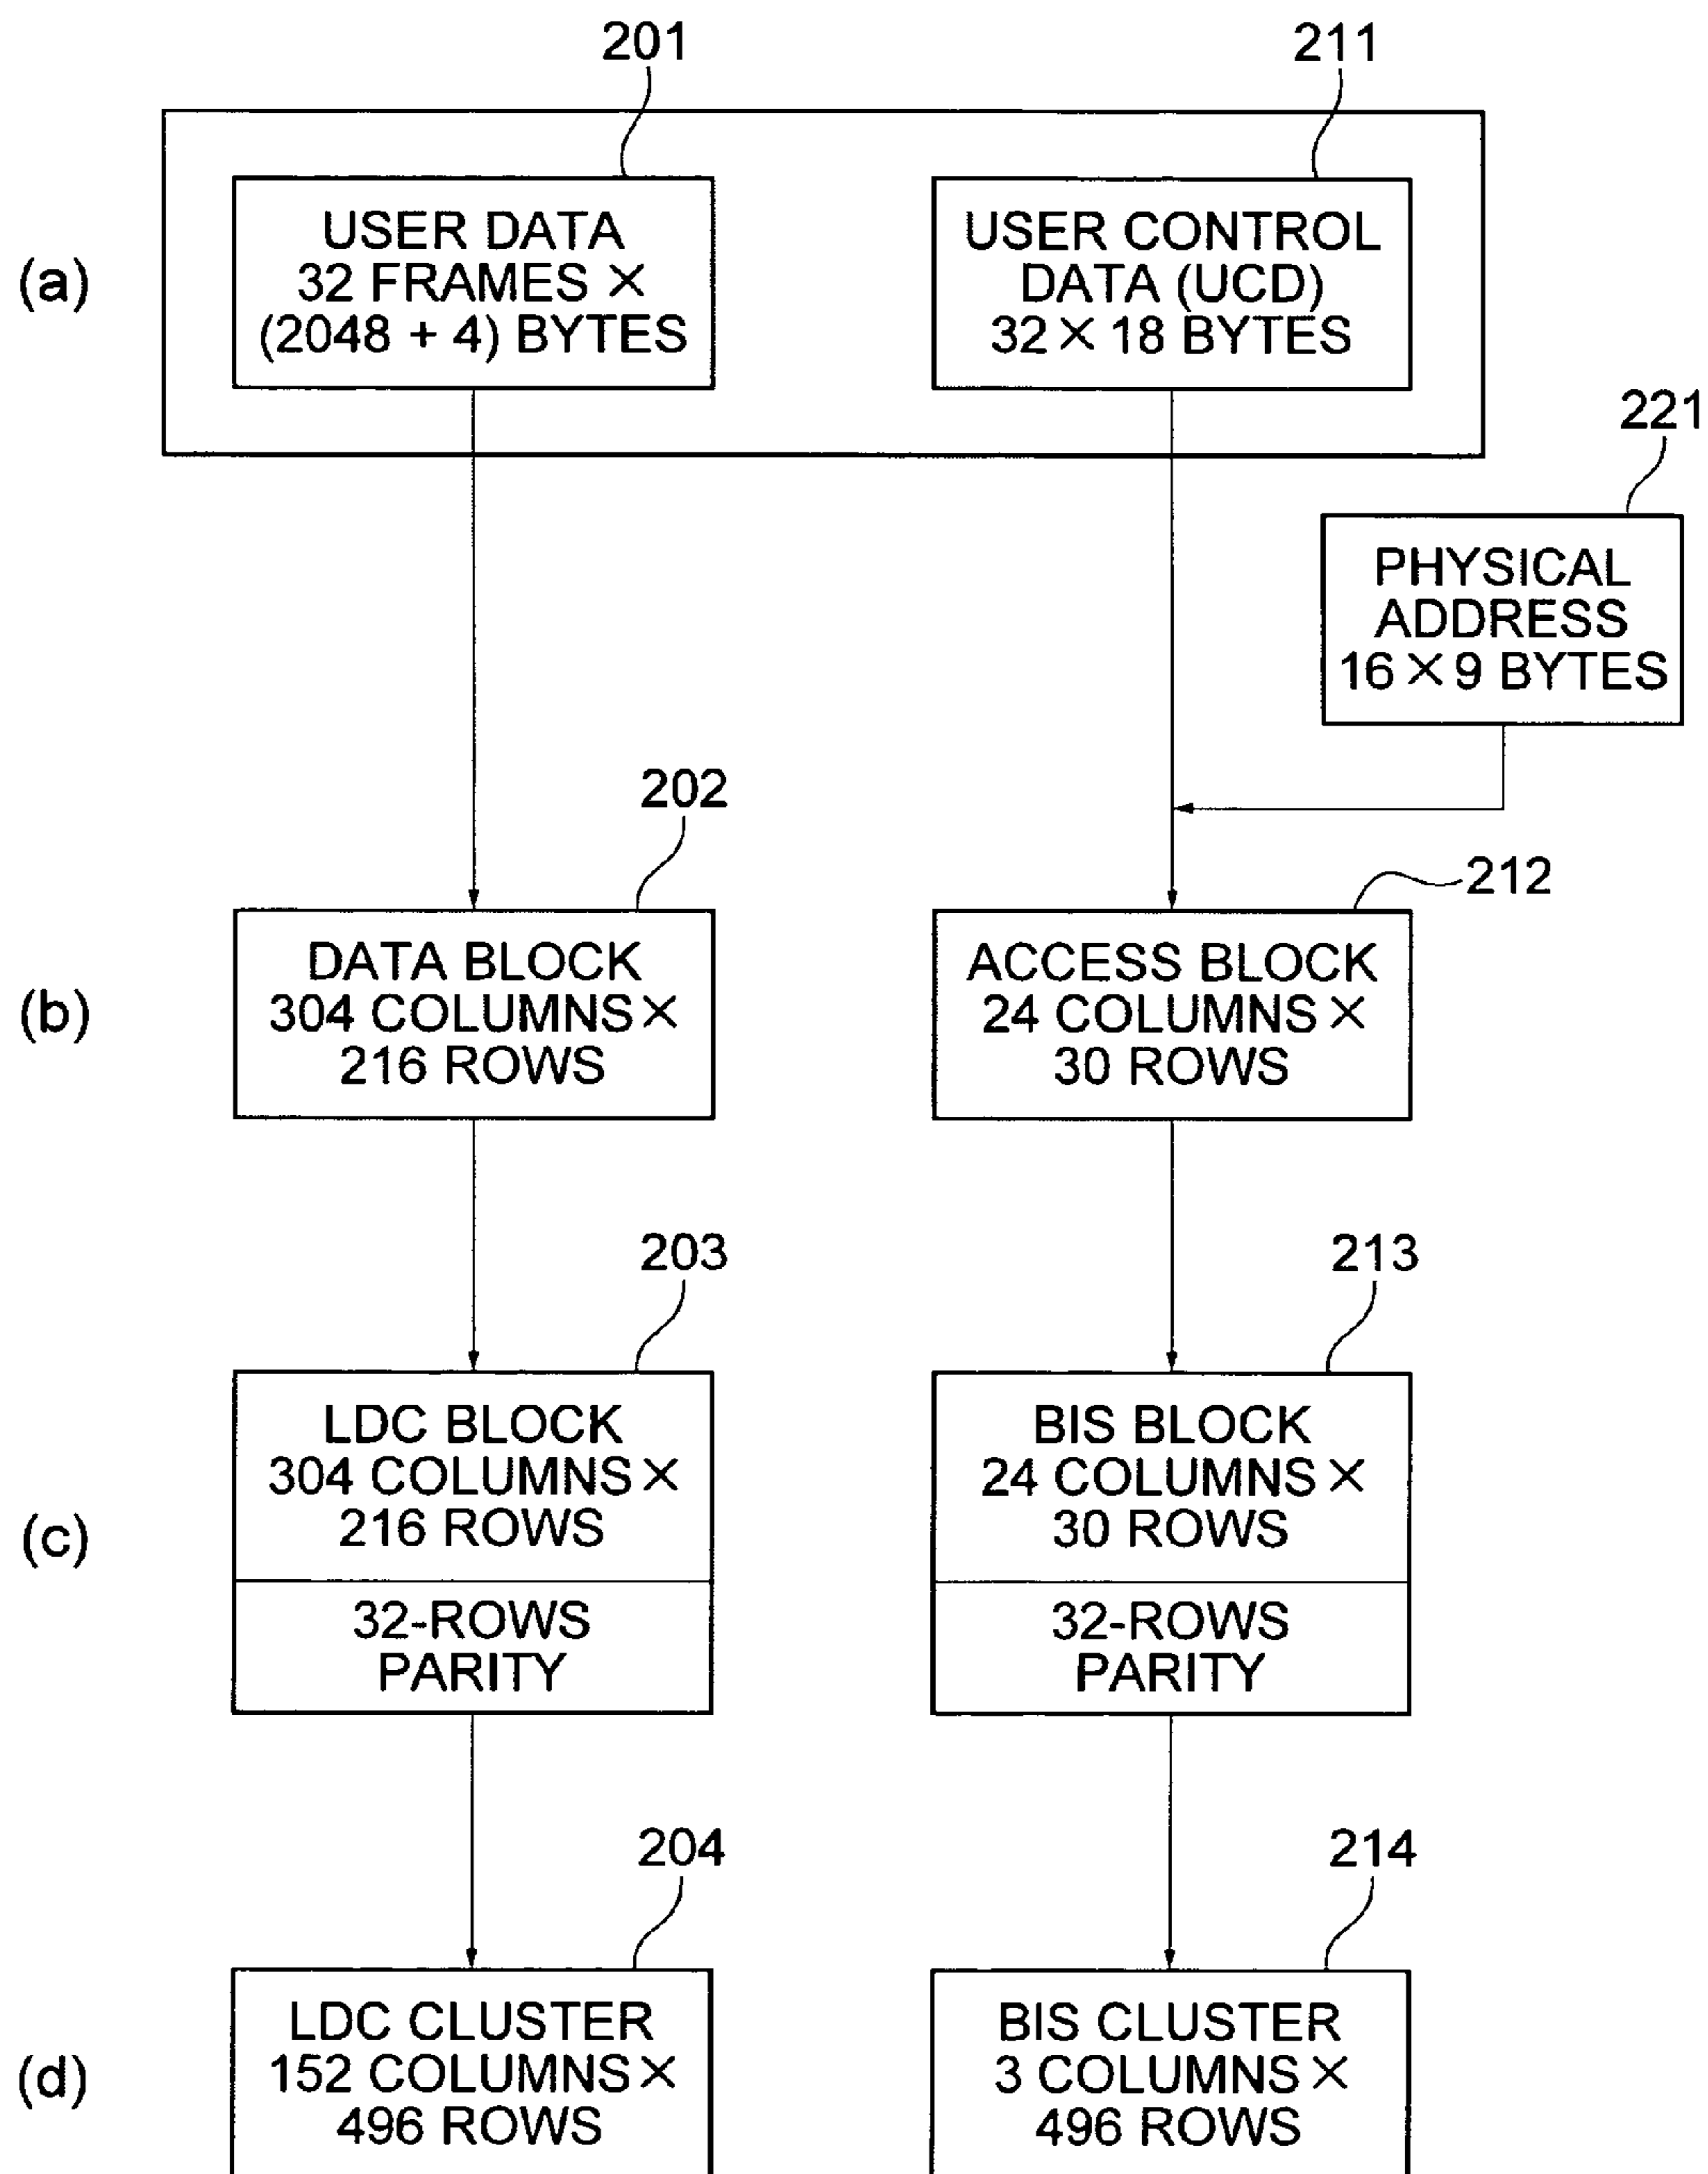 201
211
(a)
USER DATA
32 FRAMES ×
(2048 + 4) BYTES
USER CONTROL
DATA (UCD)
32 × 18 BYTES
221
PHYSICAL
ADDRESS
16 × 9 BYTES
202
212
(b)
DATA BLOCK
304 COLUMNS ×
216 ROWS
ACCESS BLOCK
24 COLUMNS ×
30 ROWS
203
213
(c)
LDC BLOCK
304 COLUMNS ×
216 ROWS
32-ROWS
PARITY
BIS BLOCK
24 COLUMNS ×
30 ROWS
32-ROWS
PARITY
204
214
(d)
LDC CLUSTER
152 COLUMNS ×
496 ROWS
BIS CLUSTER
3 COLUMNS ×
496 ROWS